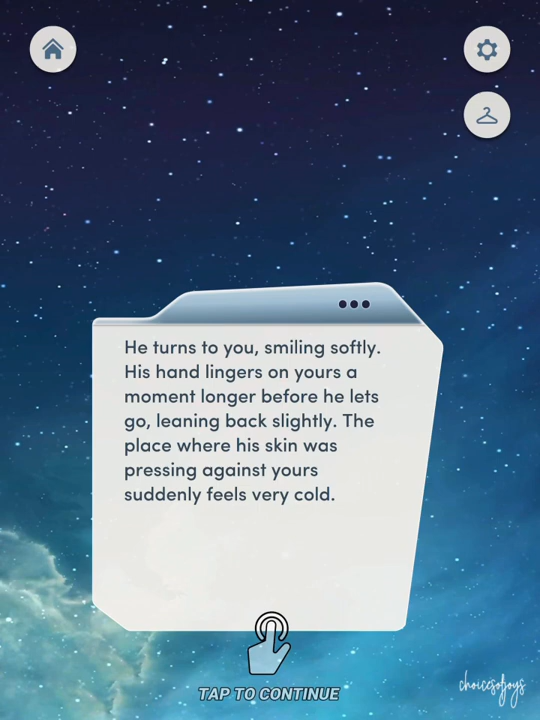 He turns to you, smiling softly.
His hand lingers on yours a
moment longer before he lets
go, leaning back slightly. The
place where his skin was
pressing against yours
suddenly feels very cold.
TAP TO CONTINUE
choicesofjoys